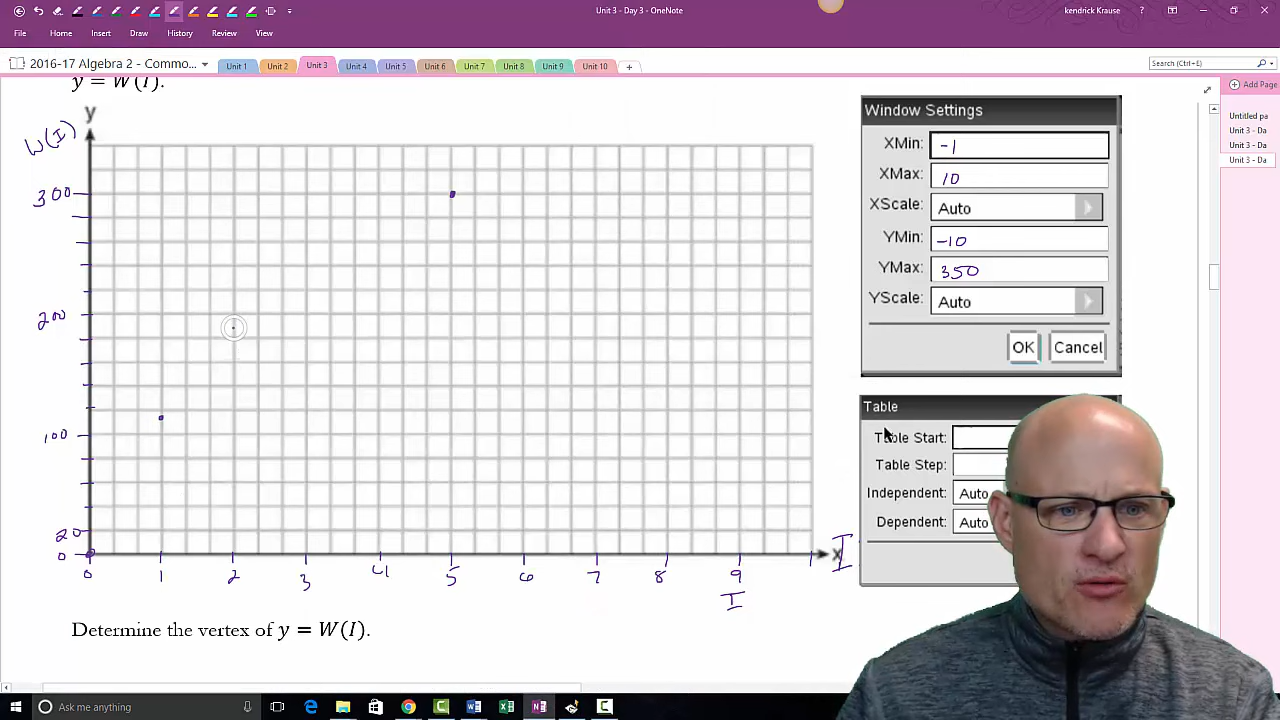 Unit 3 - Day 3 - OneNote
kendrick Krause
?
File Home Insert Draw History Review View
2016-17 Algebra 2 - Commo...
Unit 1 Unit 2 Unit 3 Unit 4 Unit 5 Unit 6 Unit 7 Unit 8 Unit 9 Unit 10 +
Search (Ctrl+E)
Add Page
Untitled pa
Unit 3 - Da
Unit 3 - Da
Unit 3 - Da
y = W(I).
y
W(I)
300
200
100
20
0
0 1 2 3 4 5 6 7 8 9
x
I
I
Window Settings
XMin: -1
XMax: 10
XScale: Auto
YMin: -10
YMax: 350
YScale: Auto
OK Cancel
Table
Table Start:
Table Step:
Independent: Auto
Dependent: Auto
Determine the vertex of y = W(I).
Ask me anything